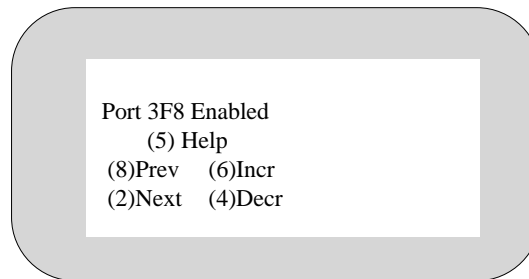 Port 3F8 Enabled
(5) Help
(8)Prev (6)Incr
(2)Next (4)Decr